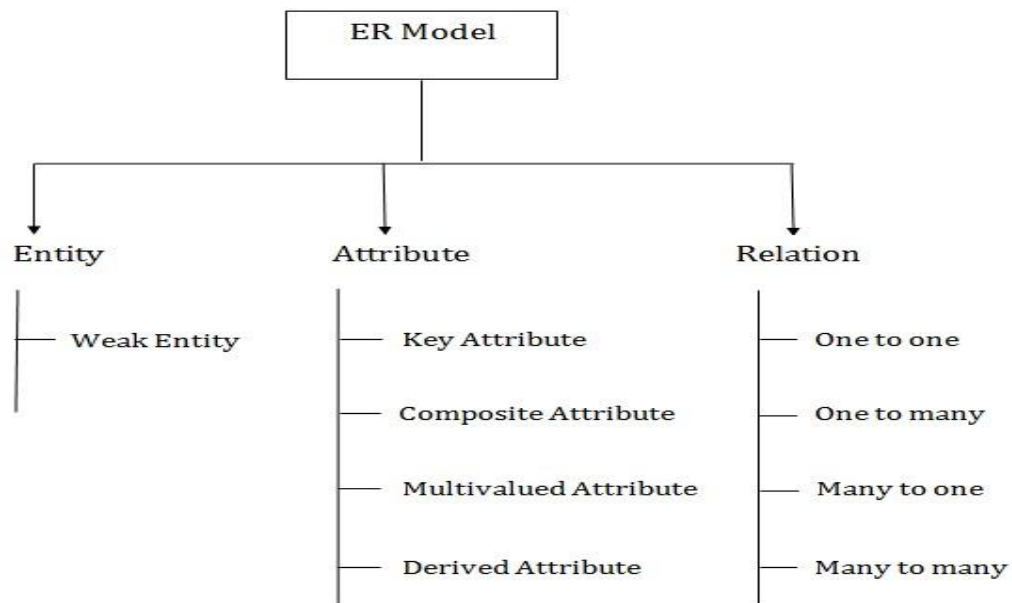 ER Model
Entity
Attribute
Relation
Weak Entity
Key Attribute
One to one
Composite Attribute
One to many
Multivalued Attribute
Many to one
Derived Attribute
Many to many